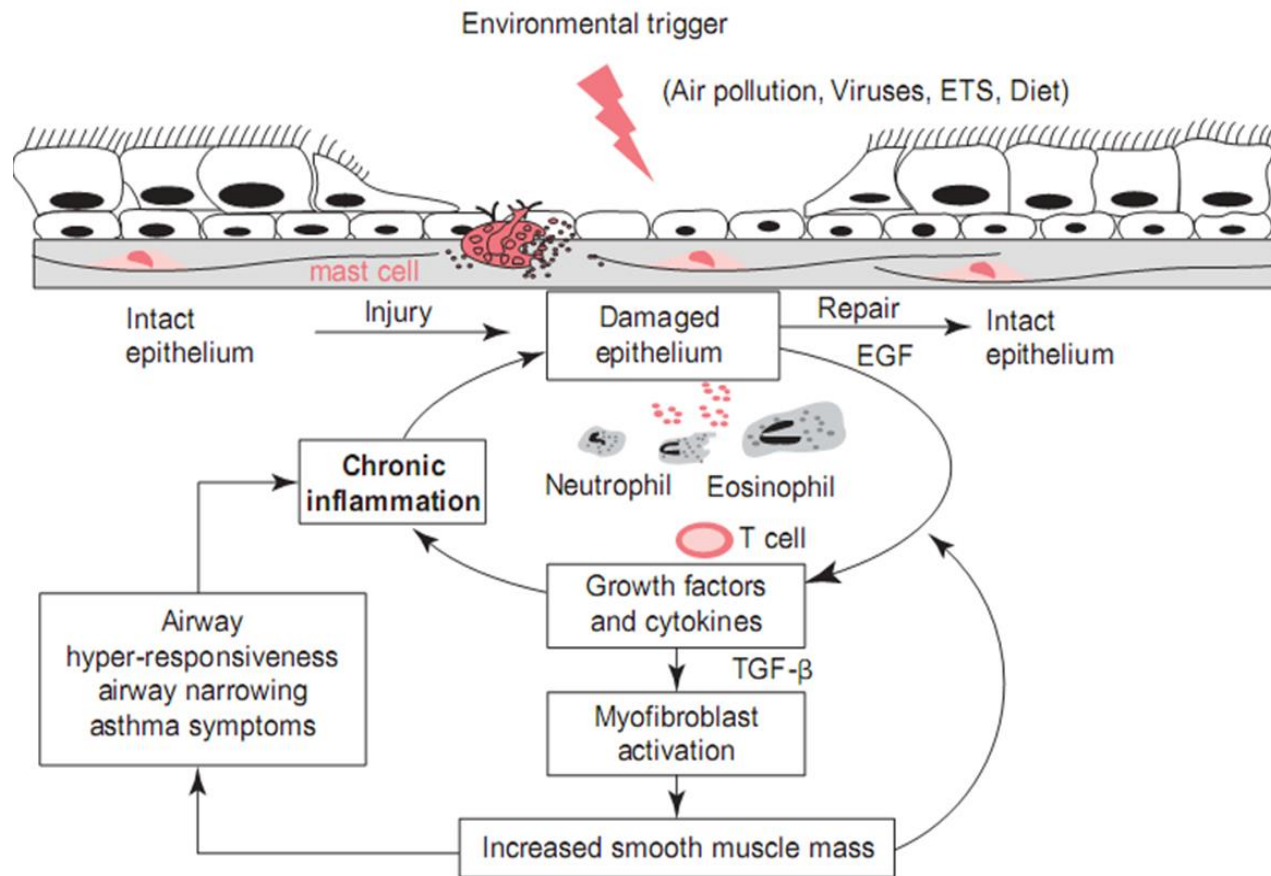 Environmental trigger
(Air pollution, Viruses, ETS, Diet)
mast cell
Intact
epithelium
Injury
Damaged
epithelium
Repair
EGF
Intact
epithelium
Chronic
inflammation
Neutrophil
Eosinophil
T cell
Growth factors
and cytokines
Airway
hyper-responsiveness
airway narrowing
asthma symptoms
TGF-β
Myofibroblast
activation
Increased smooth muscle mass